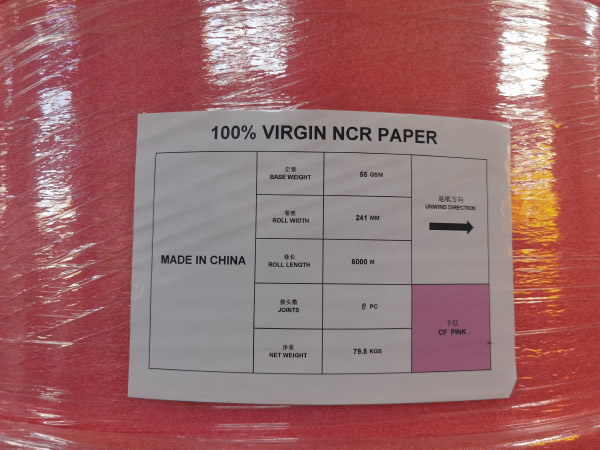 100% VIRGIN NCR PAPER
MADE IN CHINA
定量
BASE WEIGHT
55 GSM
卷宽
ROLL WIDTH
241 MM
卷长
ROLL LENGTH
6000 M
接头数
JOINTS
0 PC
净重
NET WEIGHT
79.5 KGS
退纸方向
UNWIND DIRECTION
下红
CF PINK